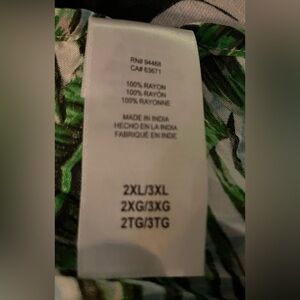 RN# 94468
CA# 63671
100% RAYON
100% RAYÓN
100% RAYONNE
MADE IN INDIA
HECHO EN LA INDIA
FABRIQUÉ EN INDE
2XL/3XL
2XG/3XG
2TG/3TG